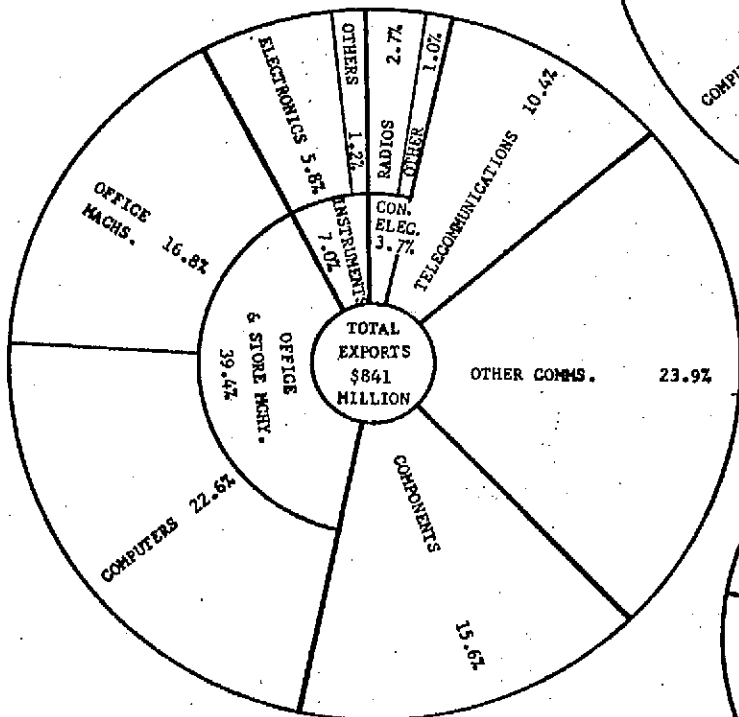 TOTAL
EXPORTS
$841
MILLION
CON.
ELEC.
3.7%
RADIOS 2.7%
OTHER 1.0%
TELECOMMUNICATIONS 10.4%
OTHER COMMS. 23.9%
COMPONENTS
15.6%
OFFICE
& STORE MCHY.
39.4%
COMPUTERS 22.6%
OFFICE
MACHS. 16.8%
INSTRUMENTS
7.0%
ELECTRONICS 5.8%
OTHERS 1.2%